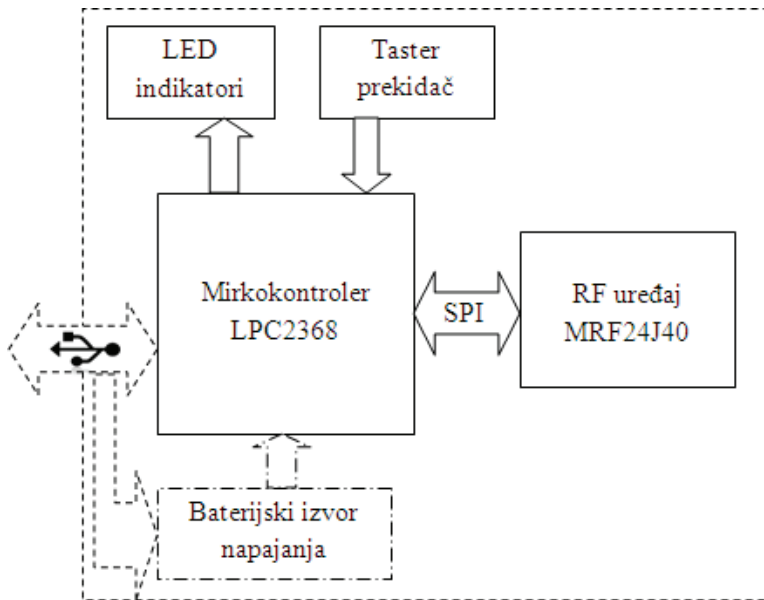 LED
indikatori
Taster
prekidač
Mirkokontroler
LPC2368
SPI
RF uređaj
MRF24J40
Baterijski izvor
napajanja